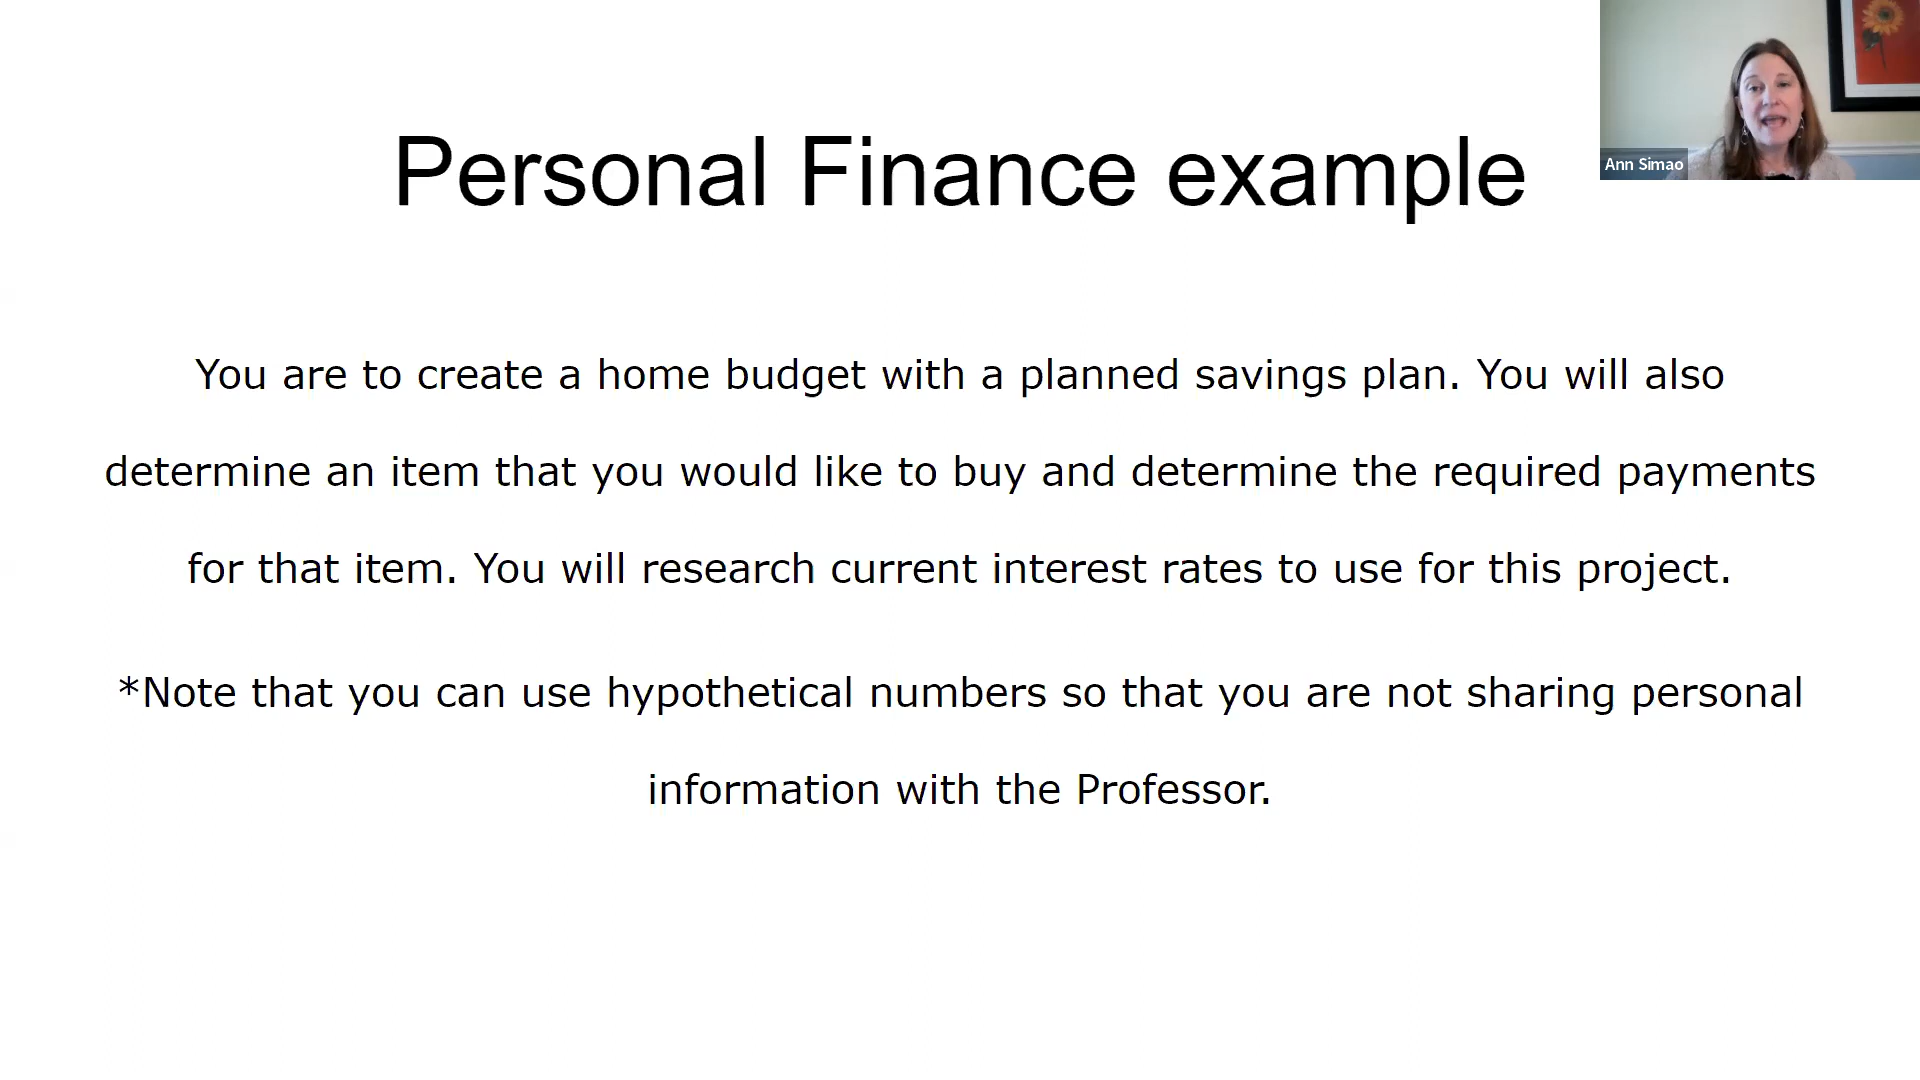 Personal Finance example
Ann Simao
You are to create a home budget with a planned savings plan. You will also
determine an item that you would like to buy and determine the required payments
for that item. You will research current interest rates to use for this project.
*Note that you can use hypothetical numbers so that you are not sharing personal
information with the Professor.